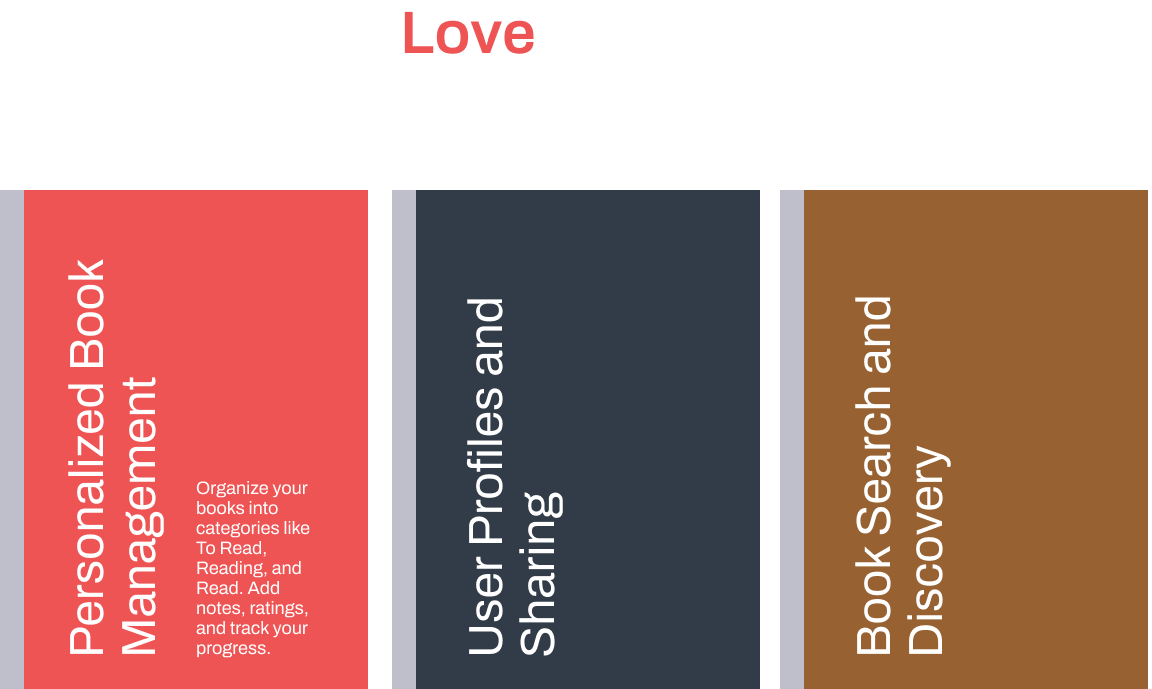 Love
Personalized Book
Management
Organize your
books into
categories like
To Read,
Reading, and
Read. Add
notes, ratings,
and track your
progress.
User Profiles and
Sharing
Book Search and
Discovery